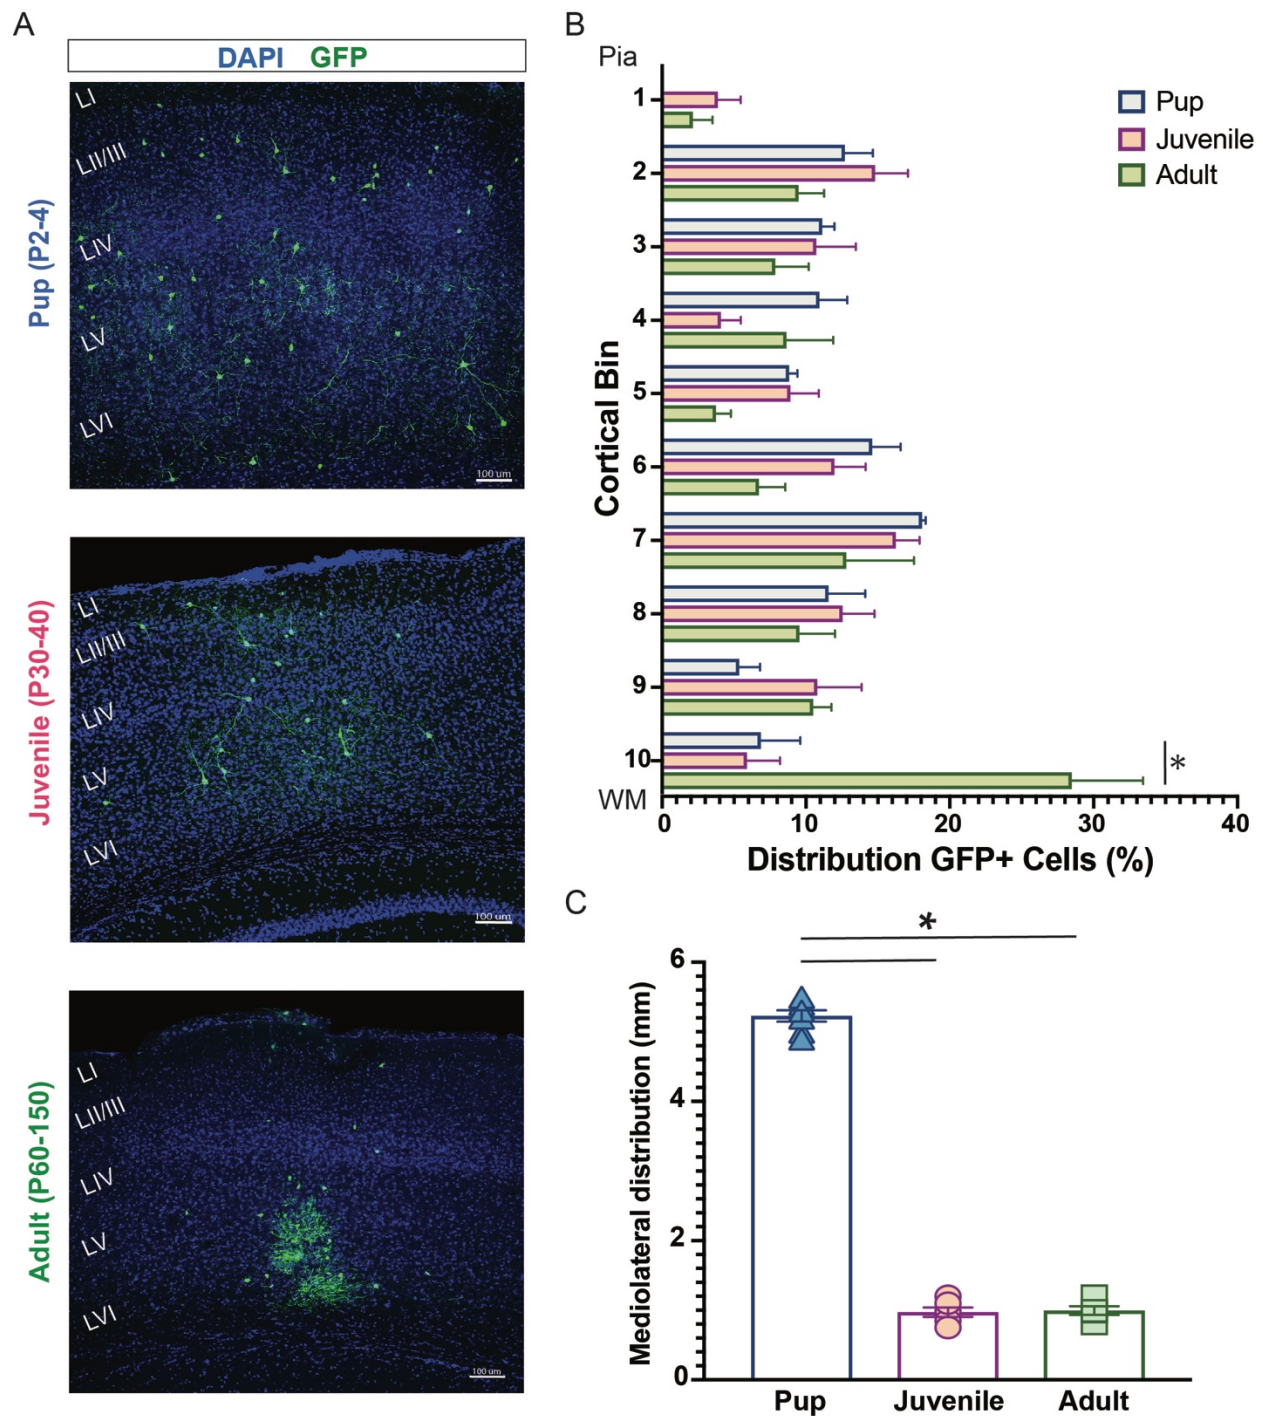 A
DAPI GFP
Pup (P2-4)
LI
LII/III
LIV
LV
LVI
100 um
Juvenile (P30-40)
LI
LII/III
LIV
LV
LVI
100 um
Adult (P60-150)
LI
LII/III
LIV
LV
LVI
100 um
B
Pia
Cortical Bin
1
2
3
4
5
6
7
8
9
10
WM
Pup
Juvenile
Adult
*
0 10 20 30 40
Distribution GFP+ Cells (%)
C
*
Mediolateral distribution (mm)
6
4
2
0
Pup Juvenile Adult